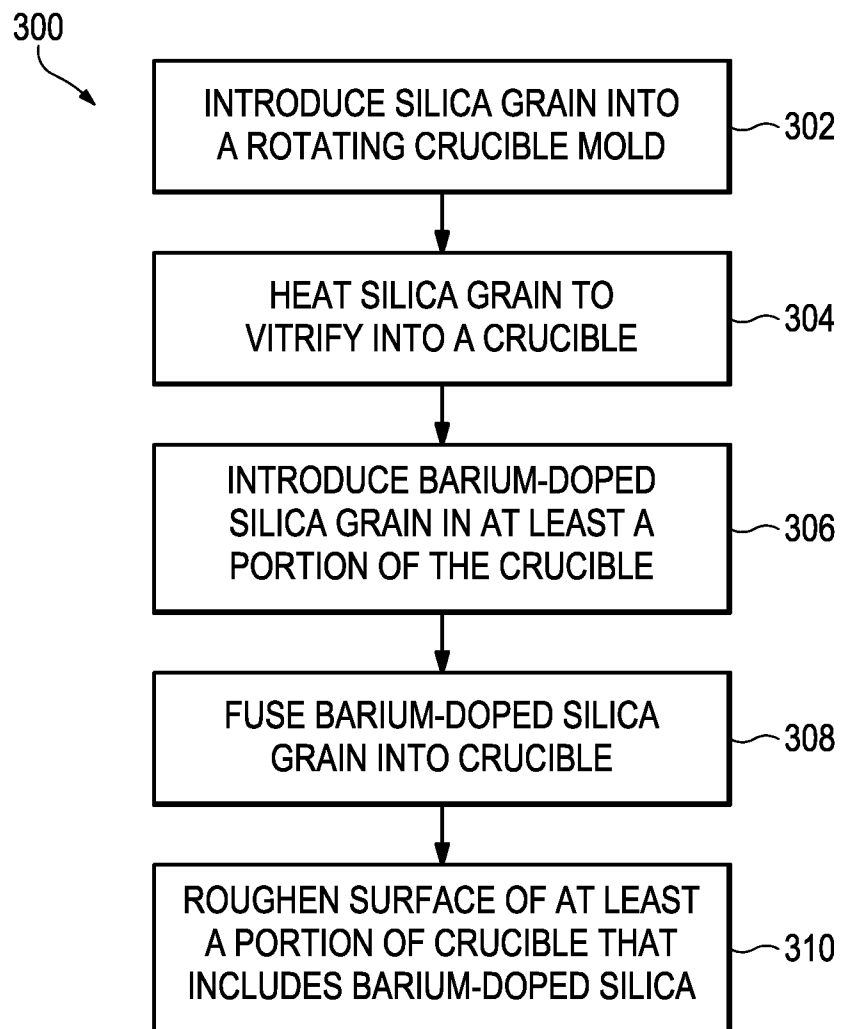 300
INTRODUCE SILICA GRAIN INTO
A ROTATING CRUCIBLE MOLD
302
HEAT SILICA GRAIN TO
VITRIFY INTO A CRUCIBLE
304
INTRODUCE BARIUM-DOPED
SILICA GRAIN IN AT LEAST A
PORTION OF THE CRUCIBLE
306
FUSE BARIUM-DOPED SILICA
GRAIN INTO CRUCIBLE
308
ROUGHEN SURFACE OF AT LEAST
A PORTION OF CRUCIBLE THAT
INCLUDES BARIUM-DOPED SILICA
310